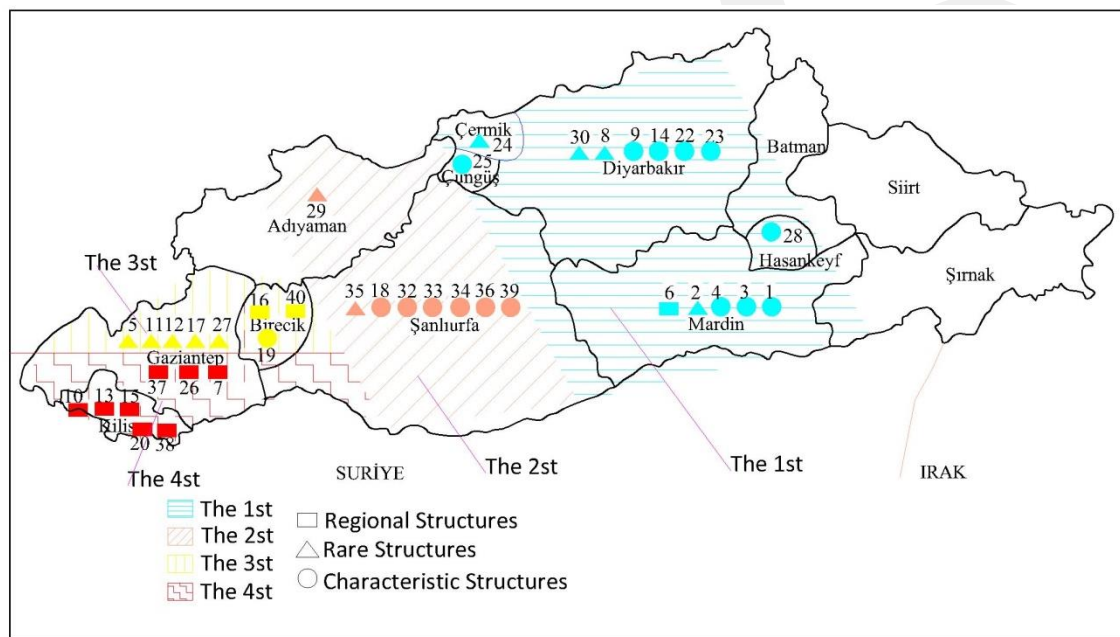 Çermik
24
25
Çüngüş
30 8 9 14 22 23
Diyarbakır
Batman
Siirt
28
Hasankeyf
Şırnak
29
Adıyaman
The 3st
16 40
Birecik
19
5 11 12 17 27
Gaziantep
37 26 7
35 18 32 33 34 36 39
Şanlıurfa
6 2 4 3 1
Mardin
10 13 15
Kilis
20 38
The 4st
SURİYE
The 2st
The 1st
IRAK
The 1st
The 2st
The 3st
The 4st
Regional Structures
Rare Structures
Characteristic Structures